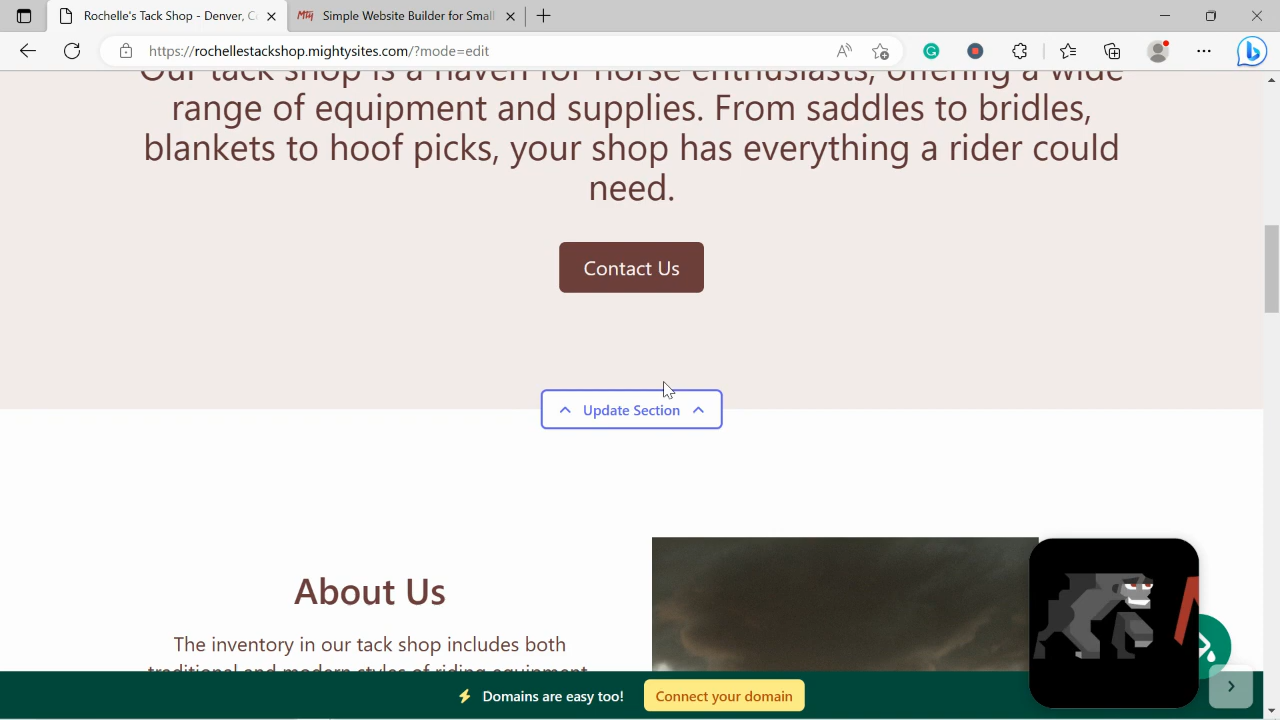 Rochelle's Tack Shop - Denver, C
Simple Website Builder for Small
https://rochellestackshop.mightysites.com/?mode=edit
Our tack shop is a haven for horse enthusiasts, offering a wide
range of equipment and supplies. From saddles to bridles,
blankets to hoof picks, your shop has everything a rider could
need.
Contact Us
Update Section
About Us
The inventory in our tack shop includes both
traditional and modern styles of riding equipment
Domains are easy too!
Connect your domain